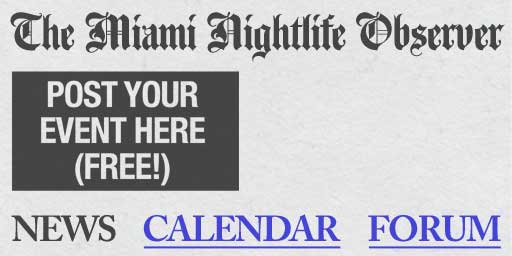 The Miami Nightlife Observer
POST YOUR
EVENT HERE
(FREE!)
NEWS CALENDAR FORUM